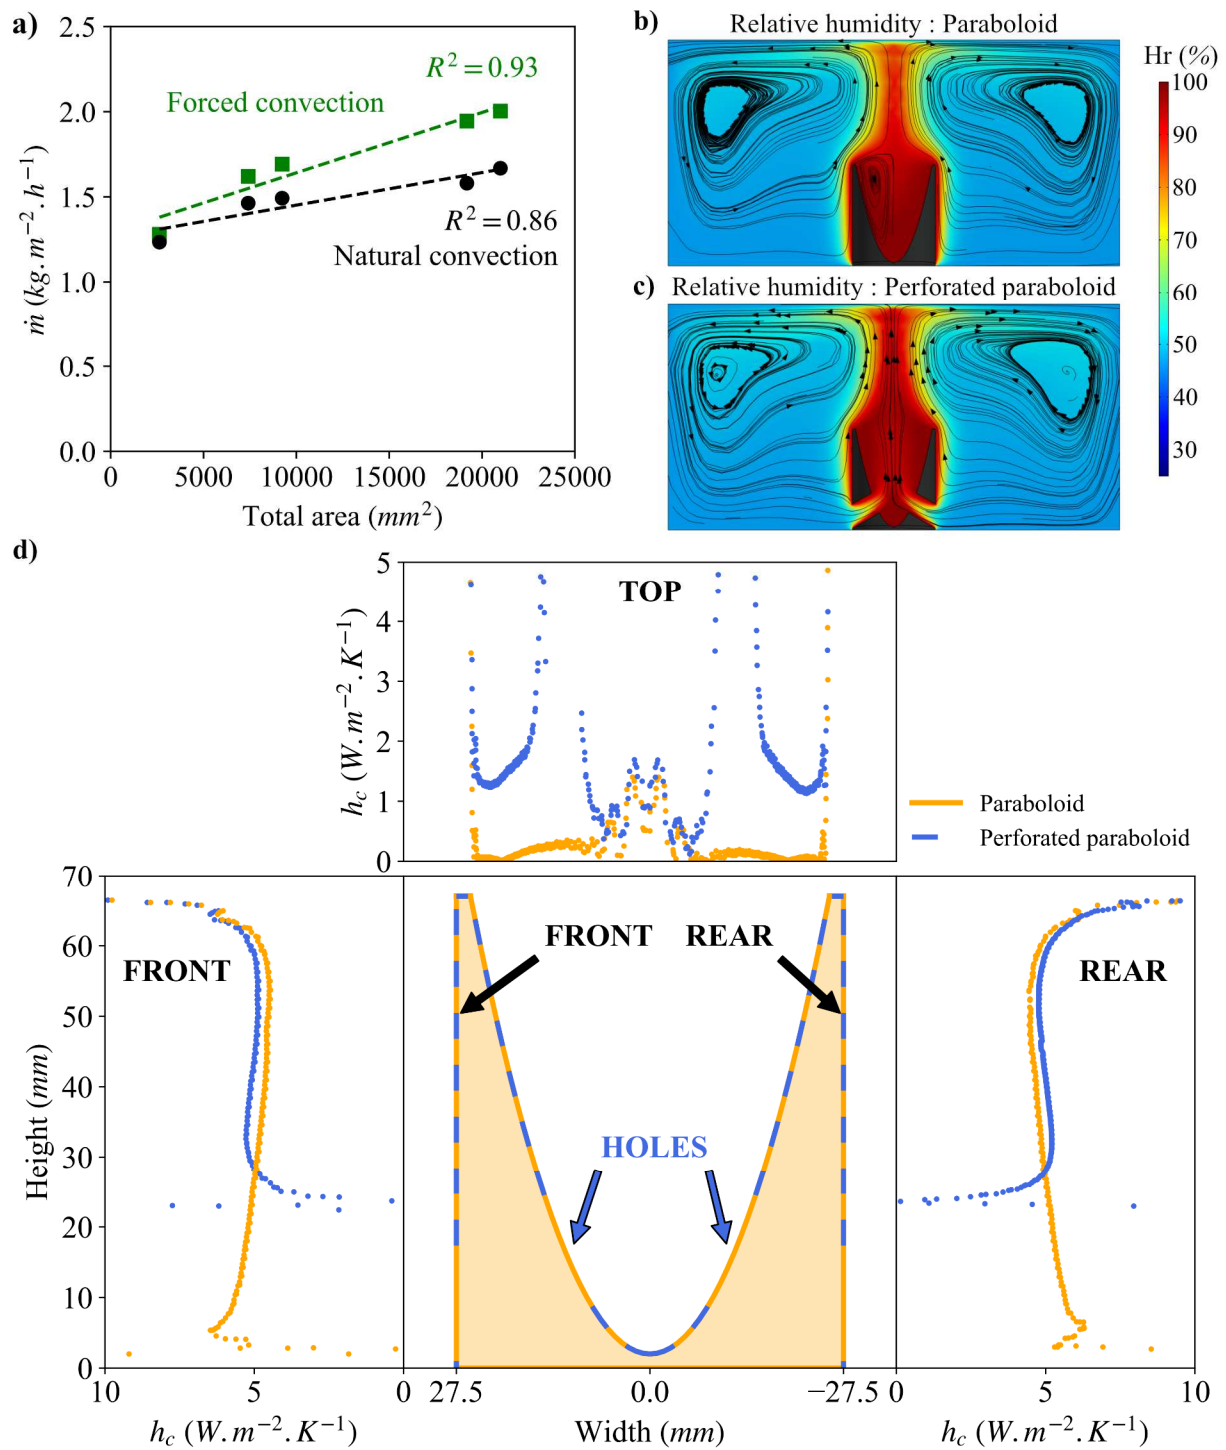 a)
2.5
2.0
1.5
1.0
0.5
0.0
ṁ (kg.m⁻².h⁻¹)
R² = 0.93
Forced convection
R² = 0.86
Natural convection
0 5000 10000 15000 20000 25000
Total area (mm²)
b)
Relative humidity : Paraboloid
c)
Relative humidity : Perforated paraboloid
Hr (%)
100
90
80
70
60
50
40
30
d)
5
4
3
2
1
0
h_c (W.m⁻².K⁻¹)
TOP
Paraboloid
Perforated paraboloid
70
60
50
40
30
20
10
0
Height (mm)
FRONT
FRONT REAR
REAR
HOLES
10 5 0
27.5 0.0 −27.5
0 5 10
h_c (W.m⁻².K⁻¹)
Width (mm)
h_c (W.m⁻².K⁻¹)